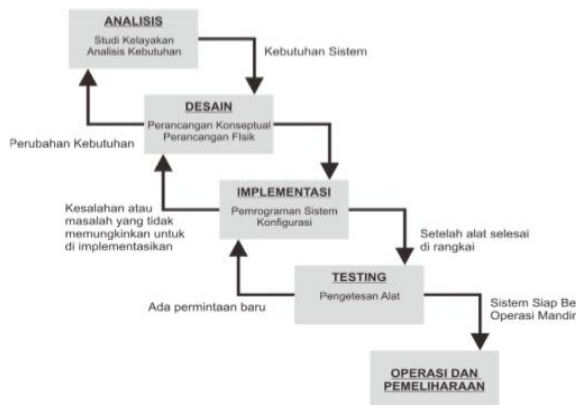 ANALISIS
Studi Kelayakan
Analisis Kebutuhan
Kebutuhan Sistem
DESAIN
Perancangan Konseptual
Perancangan FIsik
Perubahan Kebutuhan
IMPLEMENTASI
Pemrograman Sistem
Konfigurasi
Kesalahan atau
masalah yang tidak
memungkinkan untuk
di implementasikan
Setelah alat selesai
di rangkai
TESTING
Pengetesan Alat
Ada permintaan baru
Sistem Siap Be
Operasi Mandir
OPERASI DAN
PEMELIHARAAN